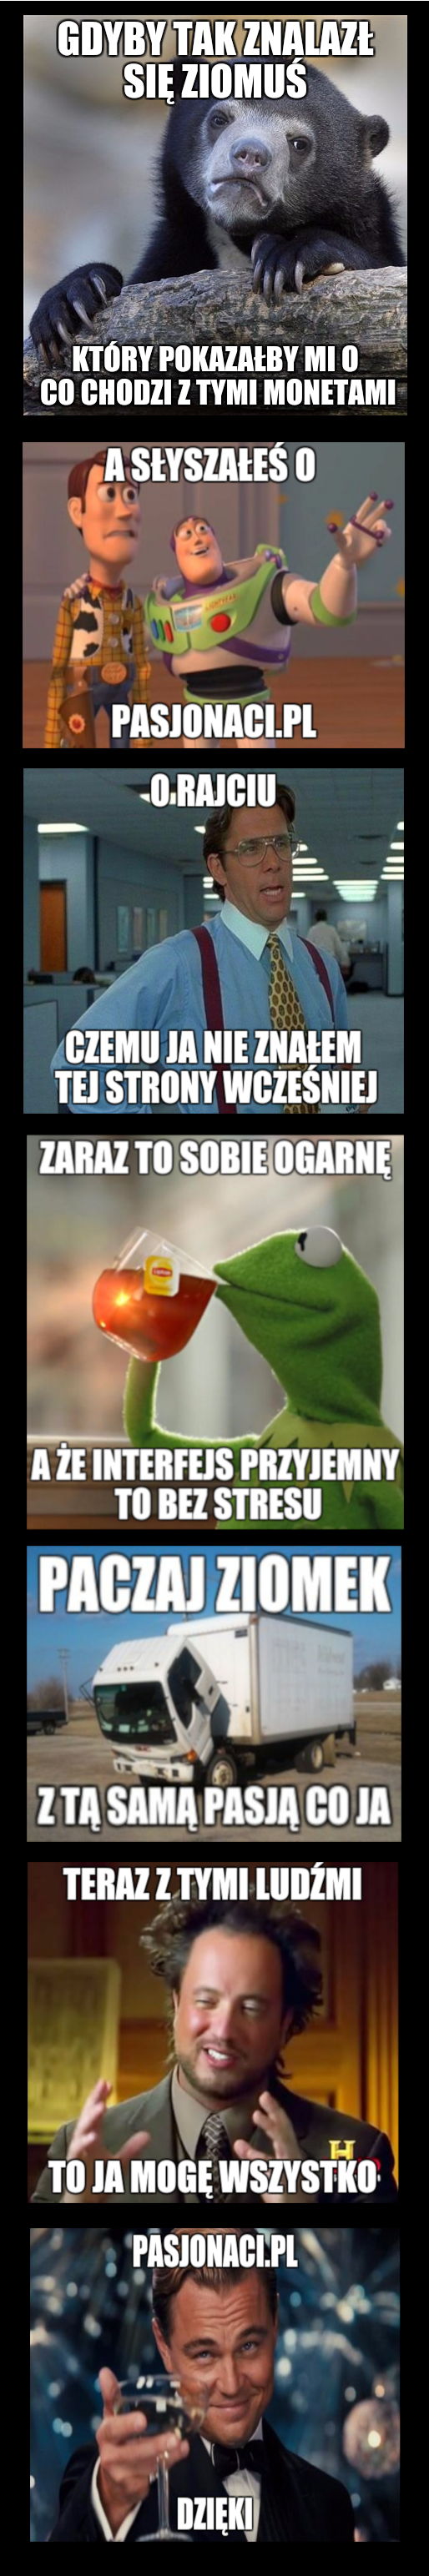 GDYBY TAK ZNALAZŁ
SIĘ ZIOMUŚ
KTÓRY POKAZAŁBY MI O
CO CHODZI Z TYMI MONETAMI
A SŁYSZAŁEŚ O
LIGHTYEAR
PASJONACI.PL
O RAJCIU
CZEMU JA NIE ZNAŁEM
TEJ STRONY WCZEŚNIEJ
ZARAZ TO SOBIE OGARNĘ
Lipton
A ŻE INTERFEJS PRZYJEMNY
TO BEZ STRESU
PACZAJ ZIOMEK
Z TĄ SAMĄ PASJĄ CO JA
TERAZ Z TYMI LUDŹMI
H
TO JA MOGĘ WSZYSTKO
PASJONACI.PL
DZIĘKI